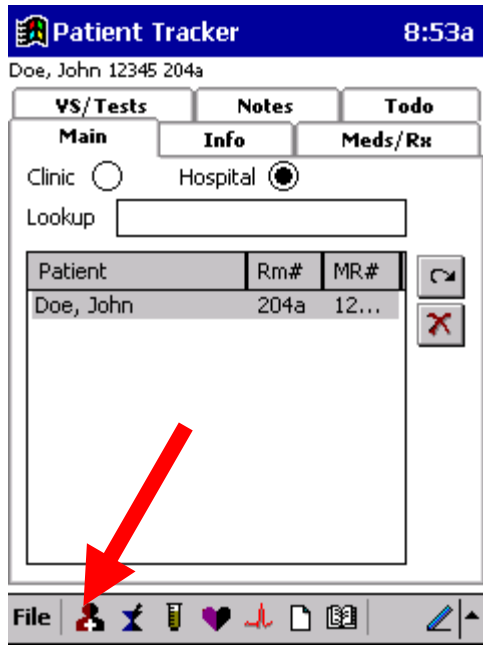 Patient Tracker 8:53a
Doe, John 12345 204a
VS/Tests Notes Todo
Main Info Meds/Rx
Clinic Hospital
Lookup
Patient Rm# MR#
Doe, John 204a 12...
File